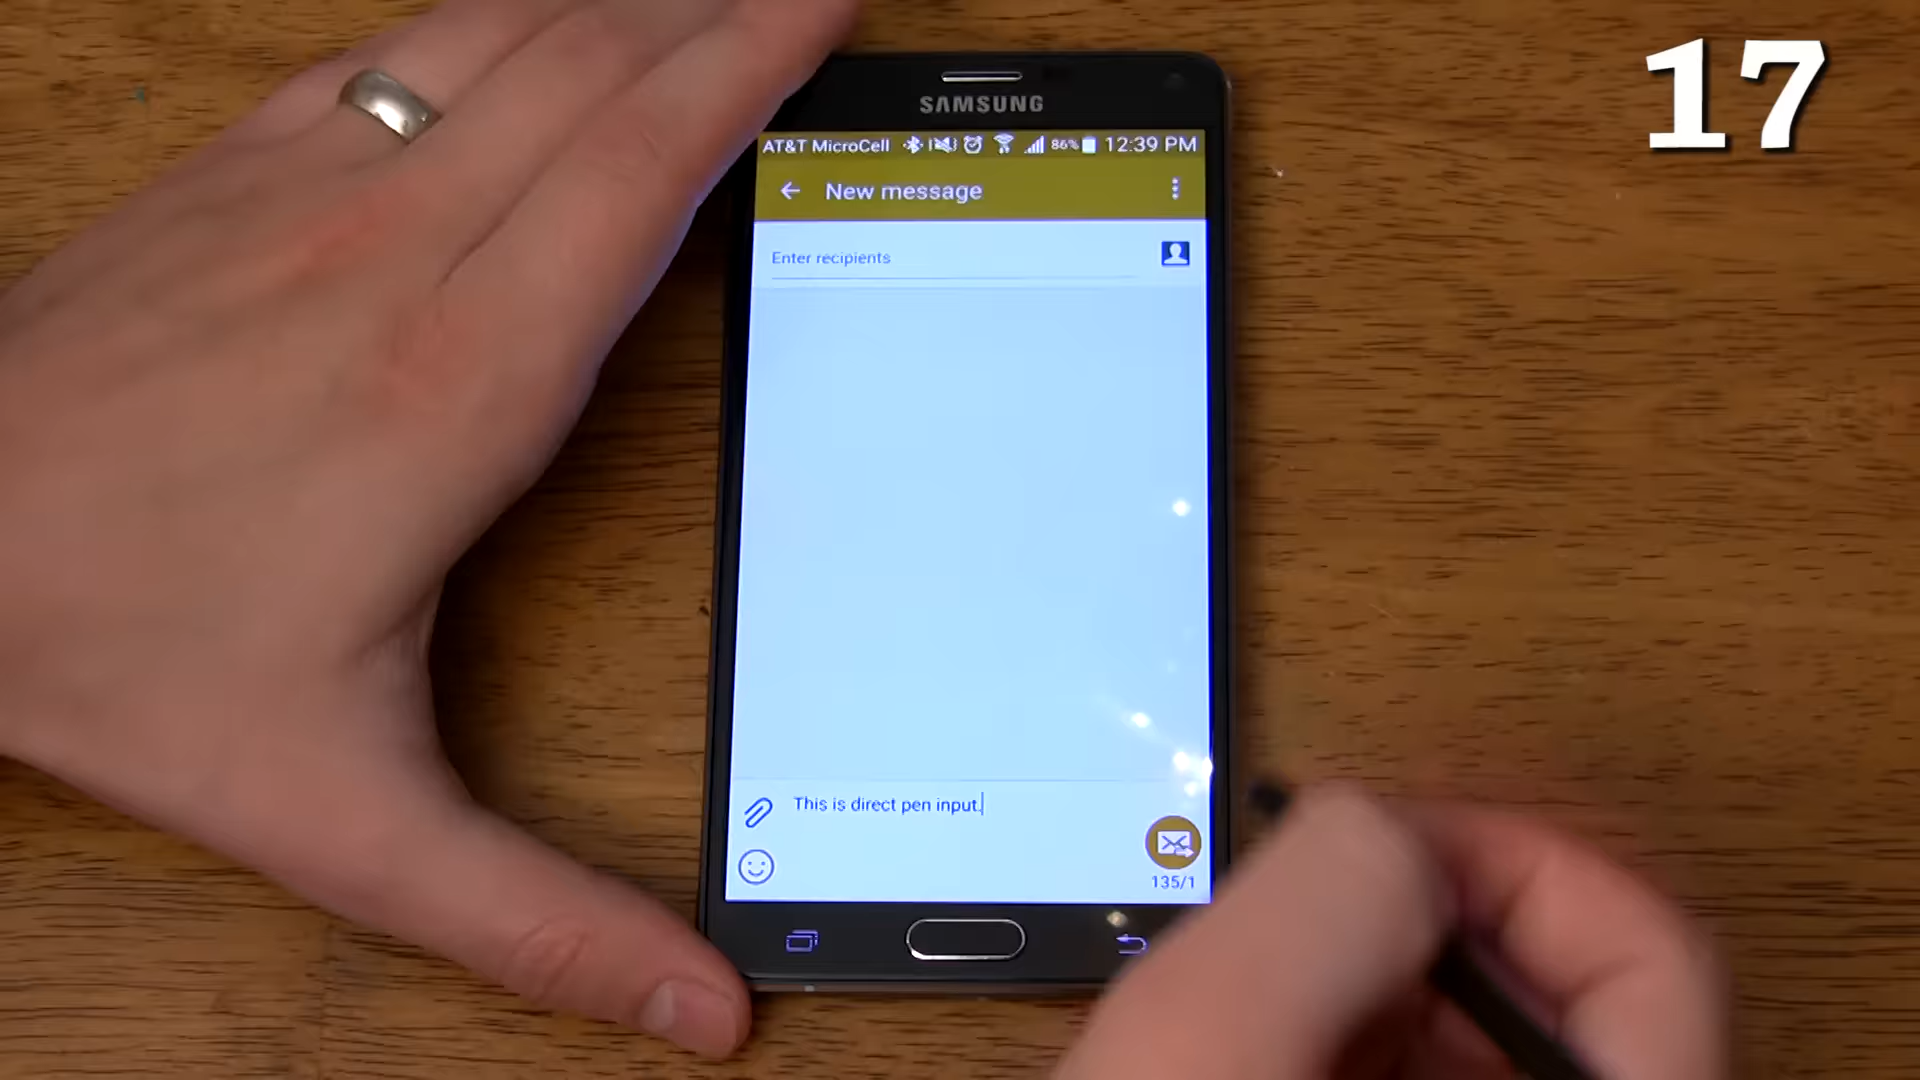 17
SAMSUNG
AT&T MicroCell 86% 12:39 PM
New message
Enter recipients
This is direct pen input.
135/1